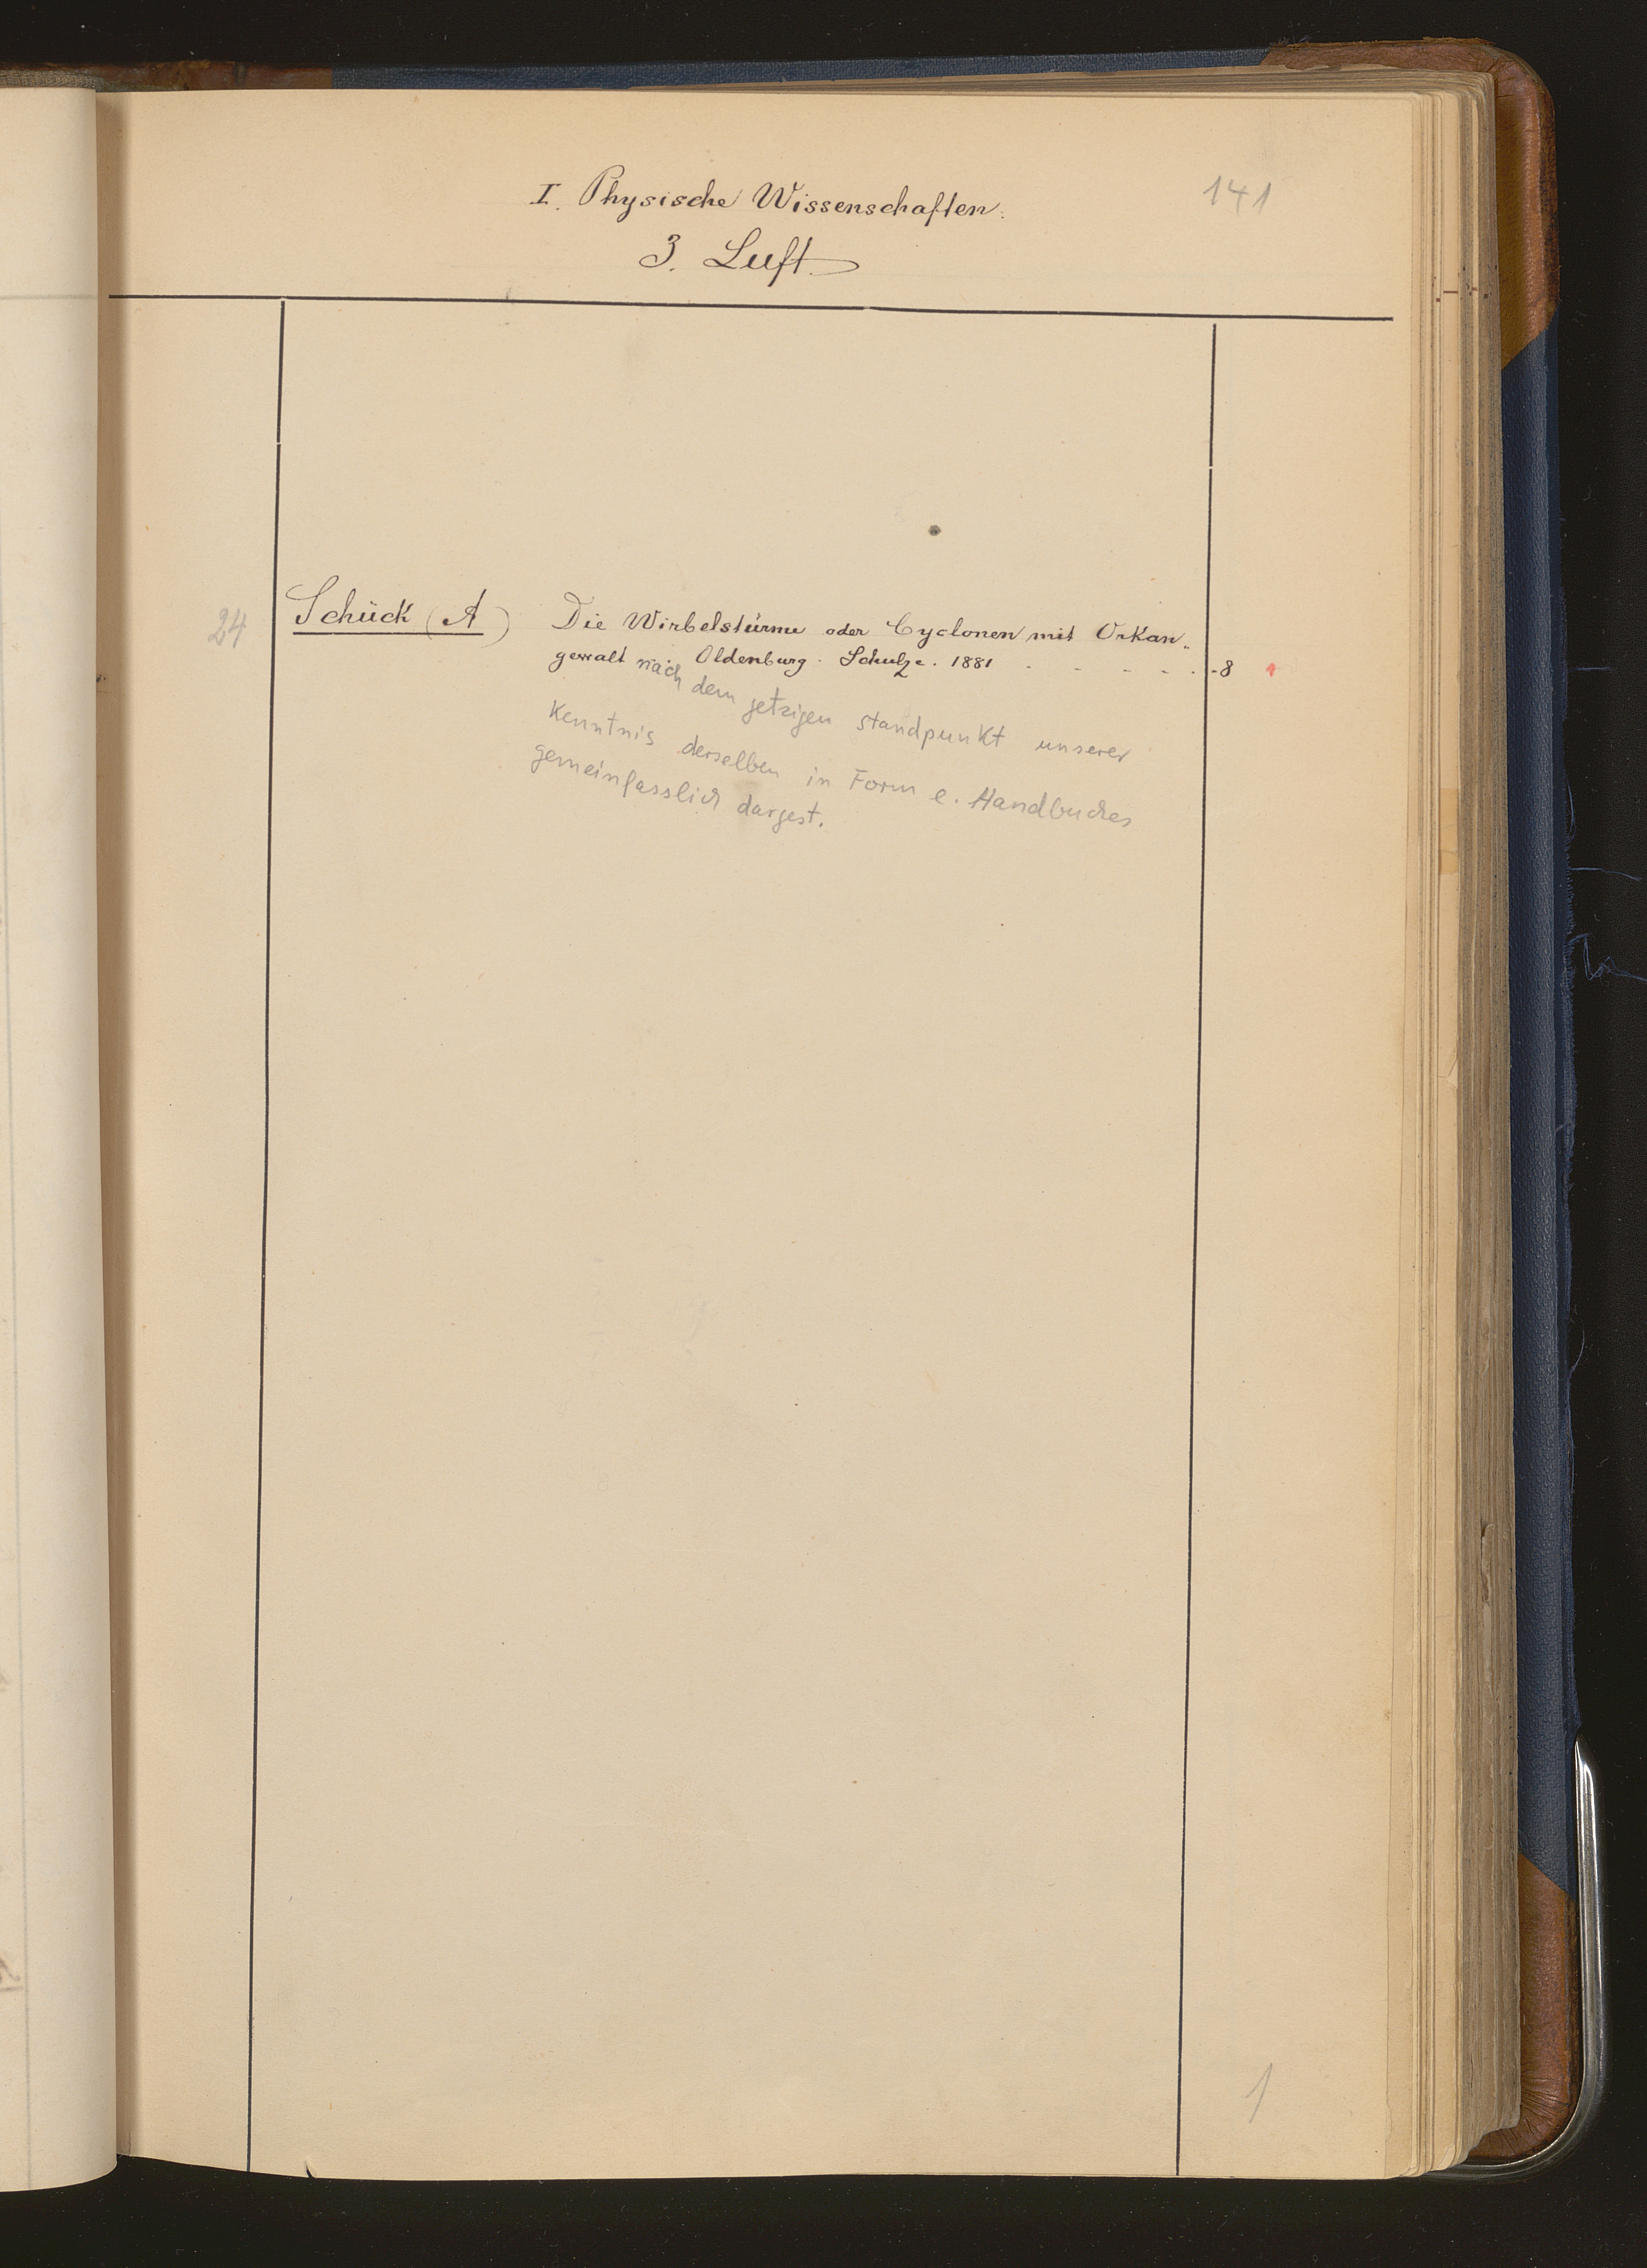 141
I. Physische Wissenschaften.
3. Luft.
24 Schück (A) Die Wirbelstürme oder Cyclonen mit Orkan„
gewalt Oldenburg. Schulze. 1881 - - - - - - 8 1
nach dem jetzigen Standpunkt unserer
Kenntnis derselben in Form e. Handbuches
gemeinfasslich dargest.
1